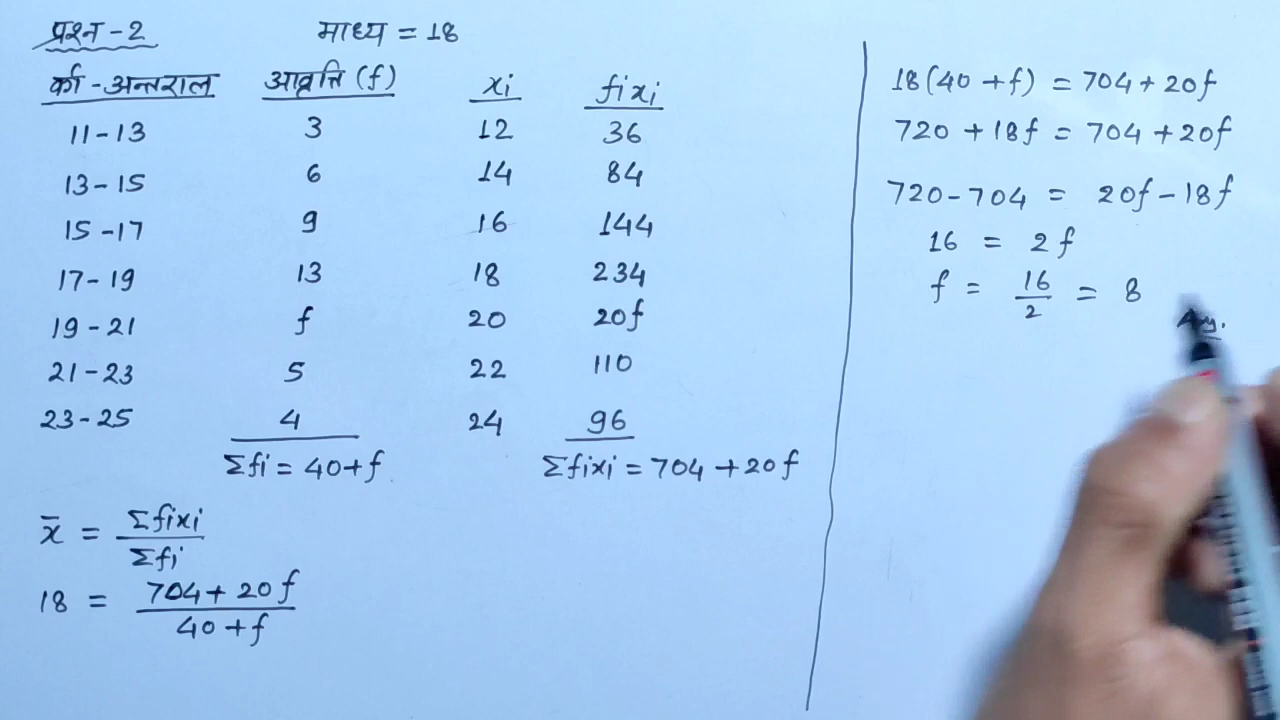 प्रश्न-2 माध्य = 18
वर्ग-अन्तराल आवृत्ति (f) xi fixi
11-13 3 12 36
13-15 6 14 84
15-17 9 16 144
17-19 13 18 234
19-21 f 20 20f
21-23 5 22 110
23-25 4 24 96
Σfi = 40+f Σfixi = 704 + 20f
x̄ = Σfixi / Σfi
18 = 704 + 20f / 40 + f
18(40 + f) = 704 + 20f
720 + 18f = 704 + 20f
720 - 704 = 20f - 18f
16 = 2f
f = 16/2 = 8
Ans.